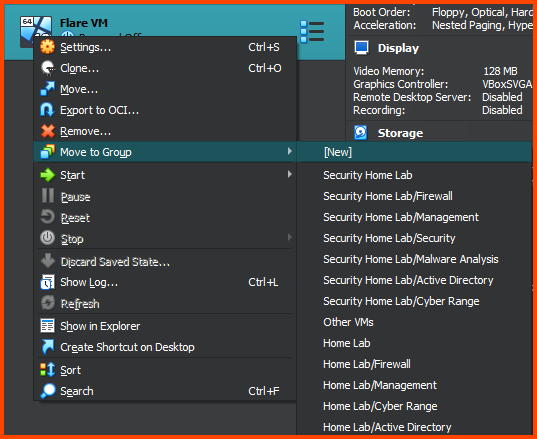 Flare VM
64
Settings... Ctrl+S
Clone... Ctrl+O
Move...
Export to OCI...
Remove...
Move to Group
Start
Pause
Reset
Stop
Discard Saved State...
Show Log... Ctrl+L
Refresh
Show in Explorer
Create Shortcut on Desktop
Sort
Search Ctrl+F
Boot Order: Floppy, Optical, Hard
Acceleration: Nested Paging,
Display
Video Memory: 128 MB
Graphics Controller: VBoxSVGA
Remote Desktop Server: Disabled
Recording: Disabled
Storage
[New]
Security Home Lab
Security Home Lab/Firewall
Security Home Lab/Management
Security Home Lab/Security
Security Home Lab/Malware Analysis
Security Home Lab/Active Directory
Security Home Lab/Cyber Range
Other VMs
Home Lab
Home Lab/Firewall
Home Lab/Management
Home Lab/Cyber Range
Home Lab/Active Directory